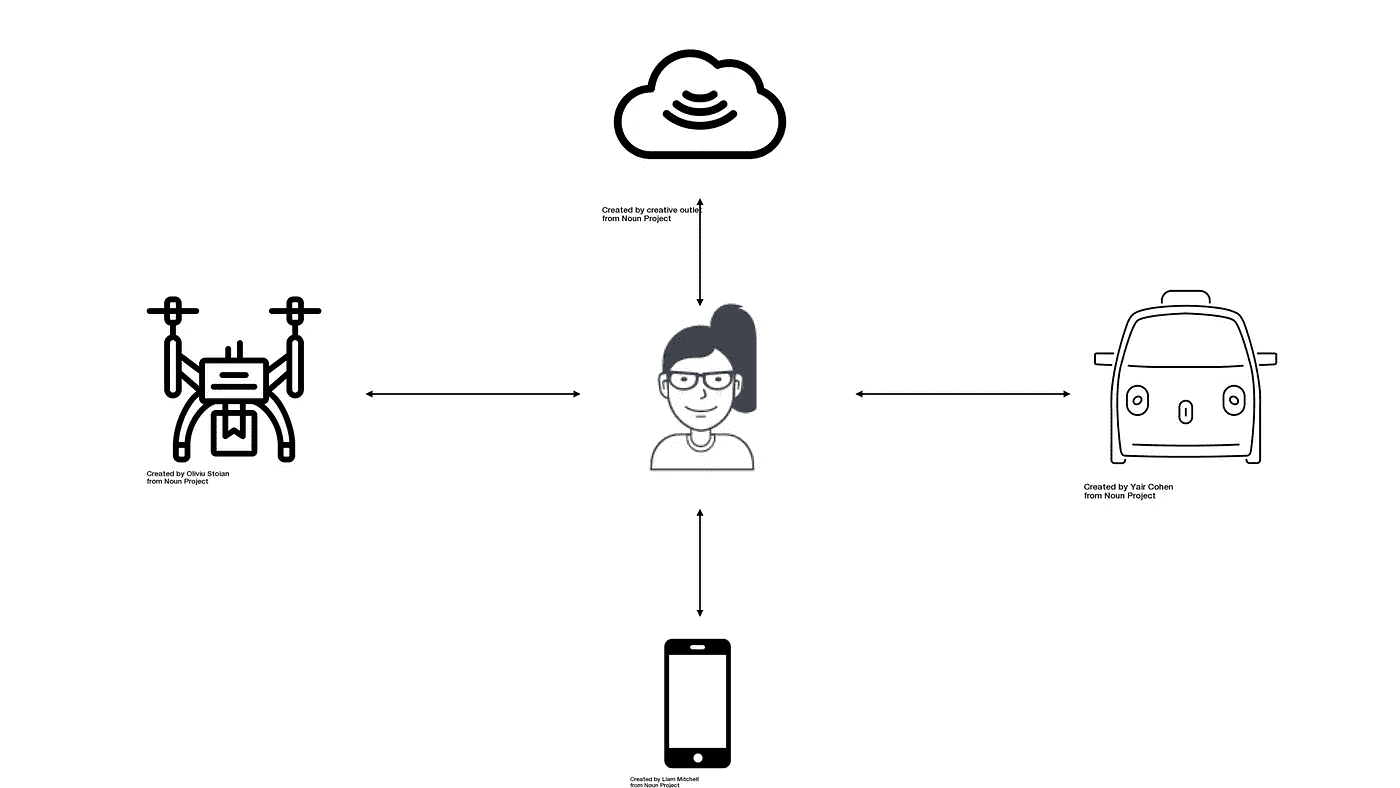 Created by creative outlet
from Noun Project
Created by Oliviu Stoian
from Noun Project
Created by Yair Cohen
from Noun Project
Created by Liam Mitchell
from Noun Project